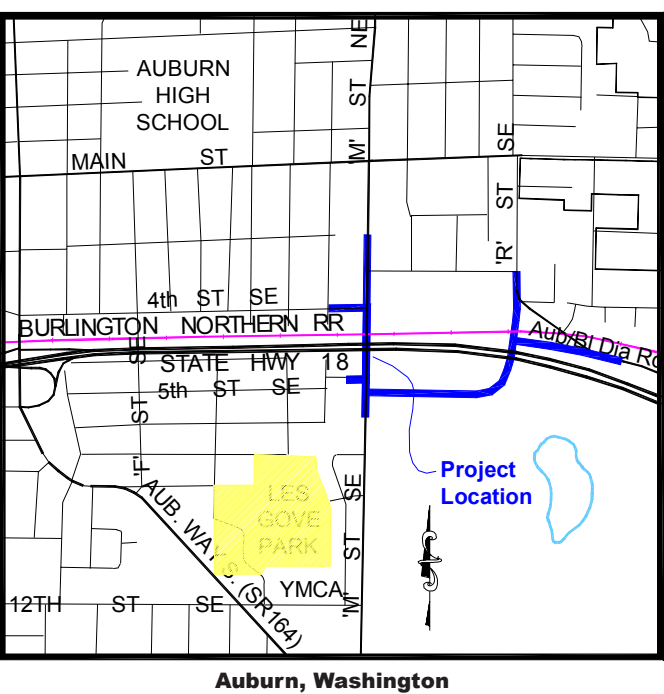 AUBURN
HIGH
SCHOOL
'M' ST NE
MAIN ST
'R' ST SE
4th ST SE
BURLINGTON NORTHERN RR
STATE HWY 18
Aub/Bl Dia Ro
5th ST SE
'F' ST SE
Project
Location
LES
GOVE
PARK
AUB. WAY S. (SR164)
'M' ST SE
YMCA
12TH ST SE
Auburn, Washington